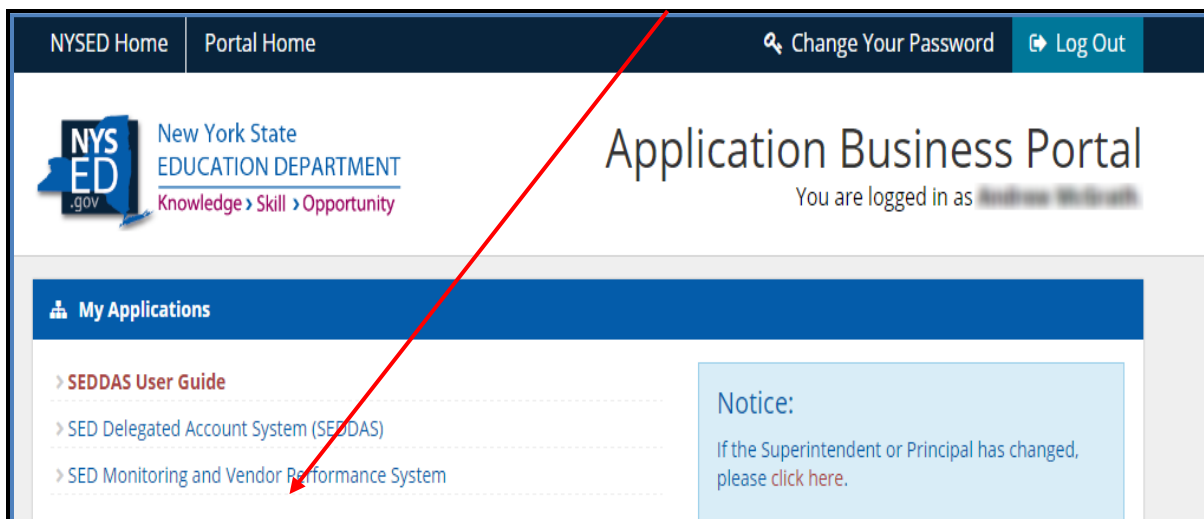 NYSED Home
Portal Home
Change Your Password
Log Out
NYS
ED
.gov
New York State
EDUCATION DEPARTMENT
Knowledge › Skill › Opportunity
Application Business Portal
You are logged in as
My Applications
SEDDAS User Guide
SED Delegated Account System (SEDDAS)
SED Monitoring and Vendor Performance System
Notice:
If the Superintendent or Principal has changed,
please click here.